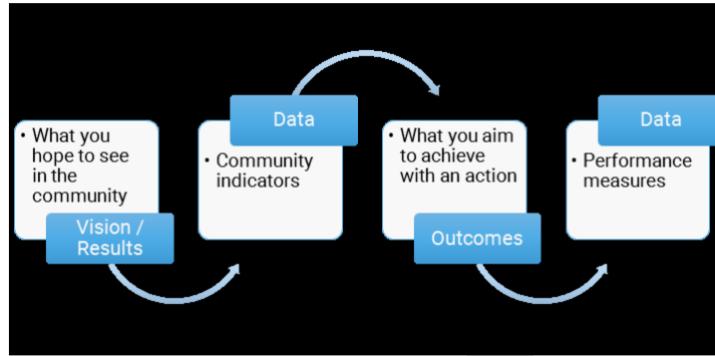 • What you
hope to see
in the
community
Vision /
Results
Data
• Community
indicators
• What you aim
to achieve
with an action
Outcomes
Data
• Performance
measures